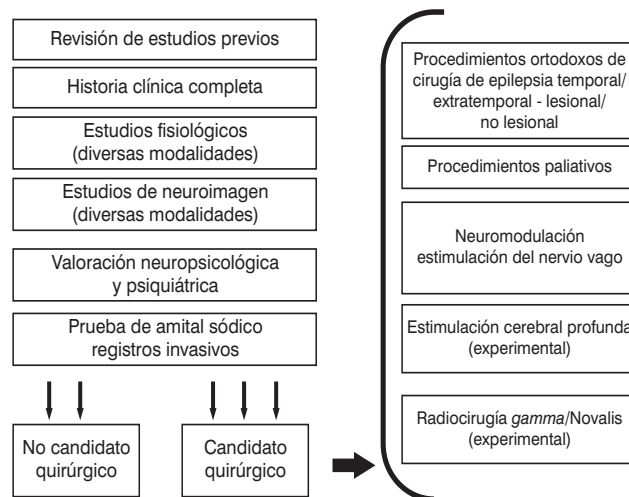 Revisión de estudios previos
Historia clínica completa
Estudios fisiológicos
(diversas modalidades)
Estudios de neuroimagen
(diversas modalidades)
Valoración neuropsicológica
y psiquiátrica
Prueba de amital sódico
registros invasivos
No candidato
quirúrgico
Candidato
quirúrgico
Procedimientos ortodoxos de
cirugía de epilepsia temporal/
extratemporal - lesional/
no lesional
Procedimientos paliativos
Neuromodulación
estimulación del nervio vago
Estimulación cerebral profunda
(experimental)
Radiocirugía gamma/Novalis
(experimental)